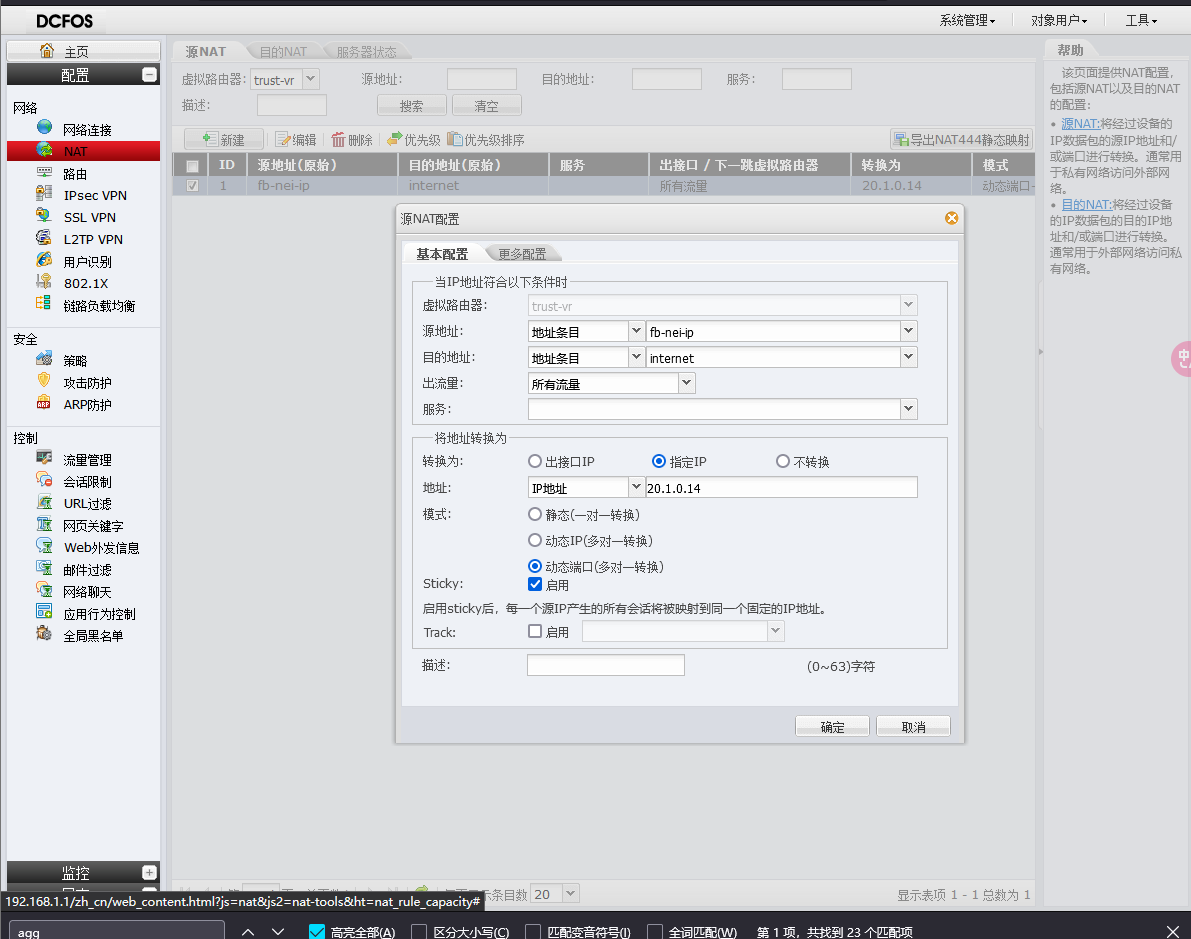 DCFOS
系统管理 对象用户 工具
主页
配置
网络
网络连接
NAT
路由
IPsec VPN
SSL VPN
L2TP VPN
用户识别
802.1X
链路负载均衡
安全
策略
攻击防护
ARP防护
控制
流量管理
会话限制
URL过滤
网页关键字
Web外发信息
邮件过滤
网络聊天
应用行为控制
全局黑名单
监控
源NAT 目的NAT 服务器状态
虚拟路由器: trust-vr 源地址: 目的地址: 服务:
描述: 搜索 清空
新建 编辑 删除 优先级 优先级排序 导出NAT444静态映射
ID 源地址(原始) 目的地址(原始) 服务 出接口 / 下一跳虚拟路由器 转换为 模式
1 fb-nei-ip internet 所有流量 20.1.0.14 动态端口-
源NAT配置
基本配置 更多配置
当IP地址符合以下条件时
虚拟路由器: trust-vr
源地址: 地址条目 fb-nei-ip
目的地址: 地址条目 internet
出流量: 所有流量
服务:
将地址转换为
转换为: 出接口IP 指定IP 不转换
地址: IP地址 20.1.0.14
模式: 静态(一对一转换)
动态IP(多对一转换)
动态端口(多对一转换)
Sticky: 启用
启用sticky后，每一个源IP产生的所有会话将被映射到同一个固定的IP地址。
Track: 启用
描述: (0~63)字符
确定 取消
帮助
该页面提供NAT配置，
包括源NAT以及目的NAT
的配置：
• 源NAT:将经过设备的
IP数据包的源IP地址和/
或端口进行转换。通常用
于私有网络访问外部网
络。
• 目的NAT:将经过设备
的IP数据包的目的IP地
址和/或端口进行转换。
通常用于外部网络访问私
有网络。
中
示条目数 20 显示表项 1 - 1 总数为 1
192.168.1.1/zh_cn/web_content.html?js=nat&js2=nat-tools&ht=nat_rule_capacity#
agg 高亮全部(A) 区分大小写(C) 匹配变音符号(I) 全词匹配(W) 第 1 项，共找到 23 个匹配项